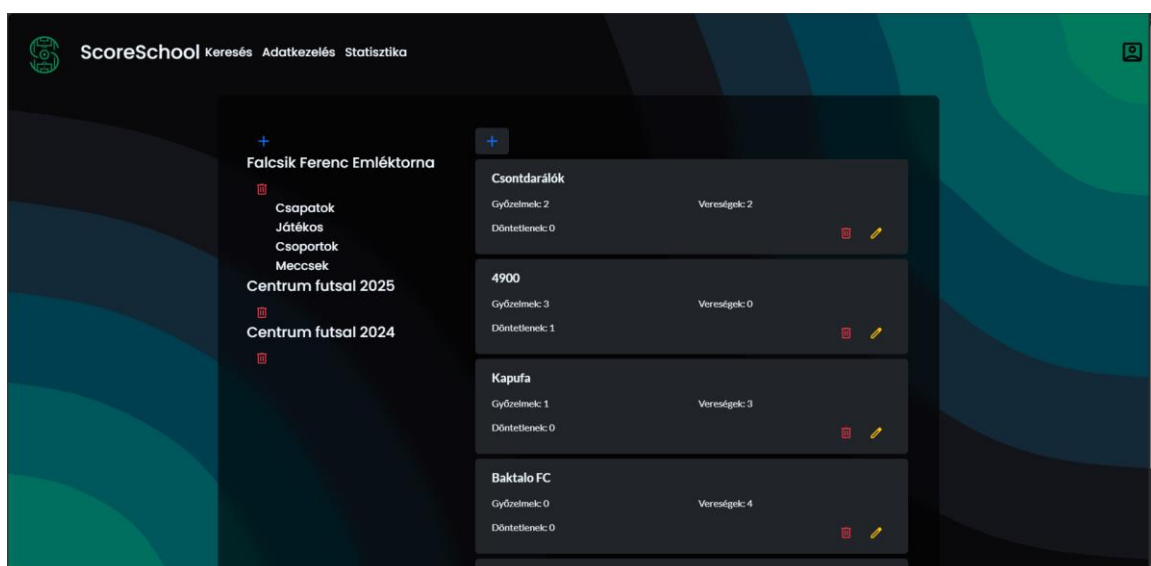 ScoreSchool Keresés Adatkezelés Statisztika
Falcsik Ferenc Emléktorna
Csapatok
Játékos
Csoportok
Meccsek
Centrum futsal 2025
Centrum futsal 2024
Csontdarálók
Győzelmek: 2 Vereségek: 2
Döntetlenek: 0
4900
Győzelmek: 3 Vereségek: 0
Döntetlenek: 1
Kapufa
Győzelmek: 1 Vereségek: 3
Döntetlenek: 0
Baktalo FC
Győzelmek: 0 Vereségek: 4
Döntetlenek: 0